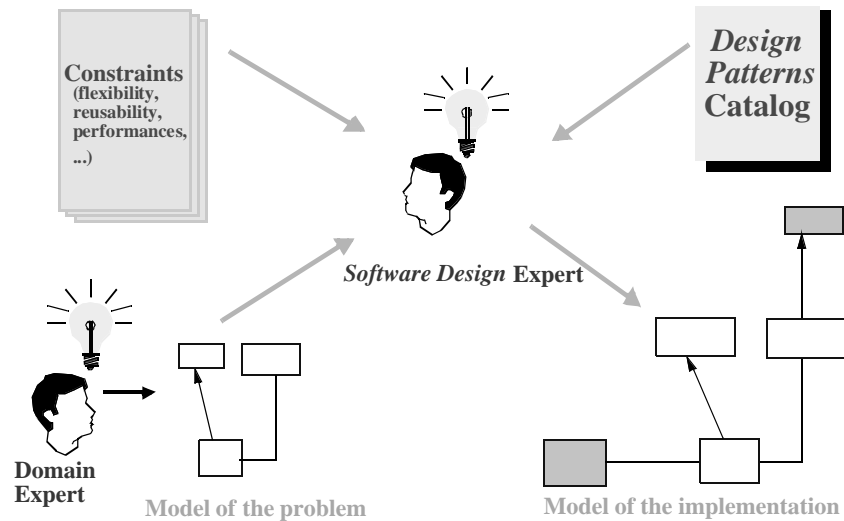 Constraints
(flexibility,
reusability,
performances,
...)
Design
Patterns
Catalog
Software Design Expert
Domain
Expert
Model of the problem
Model of the implementation